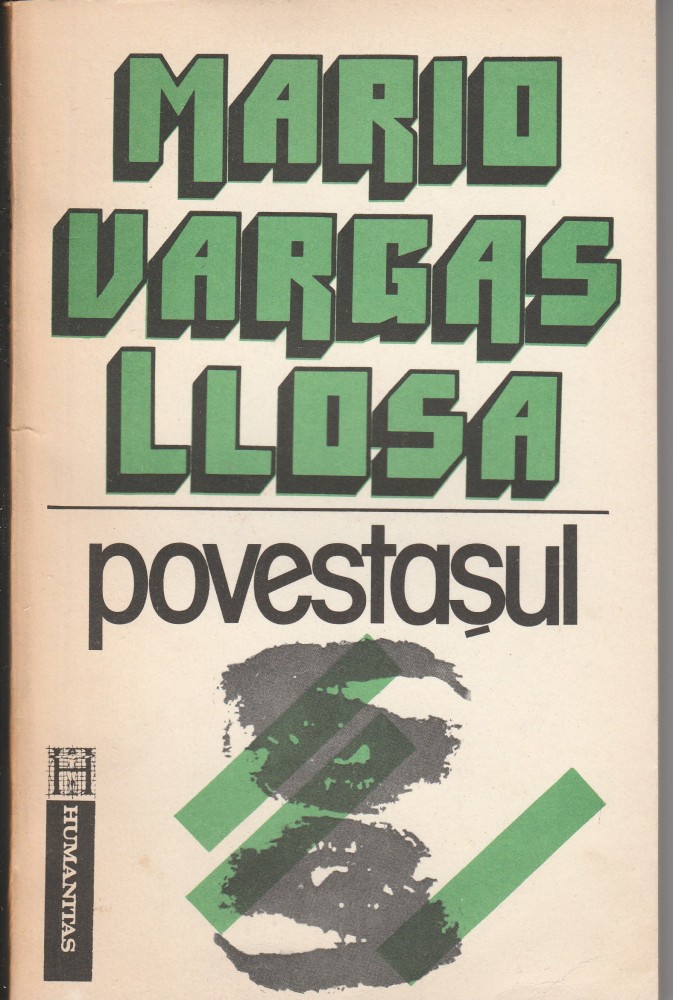 MARIO
VARGAS
LLOSA
povestașul
H
HUMANITAS